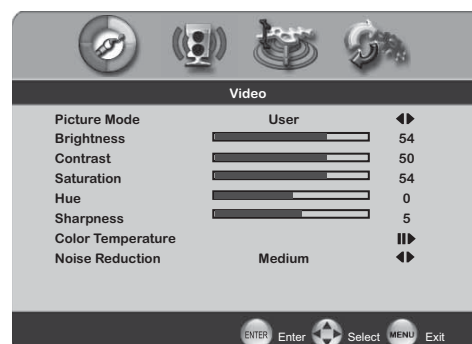 Video
Picture Mode User
Brightness 54
Contrast 50
Saturation 54
Hue 0
Sharpness 5
Color Temperature
Noise Reduction Medium
ENTER Enter Select MENU Exit